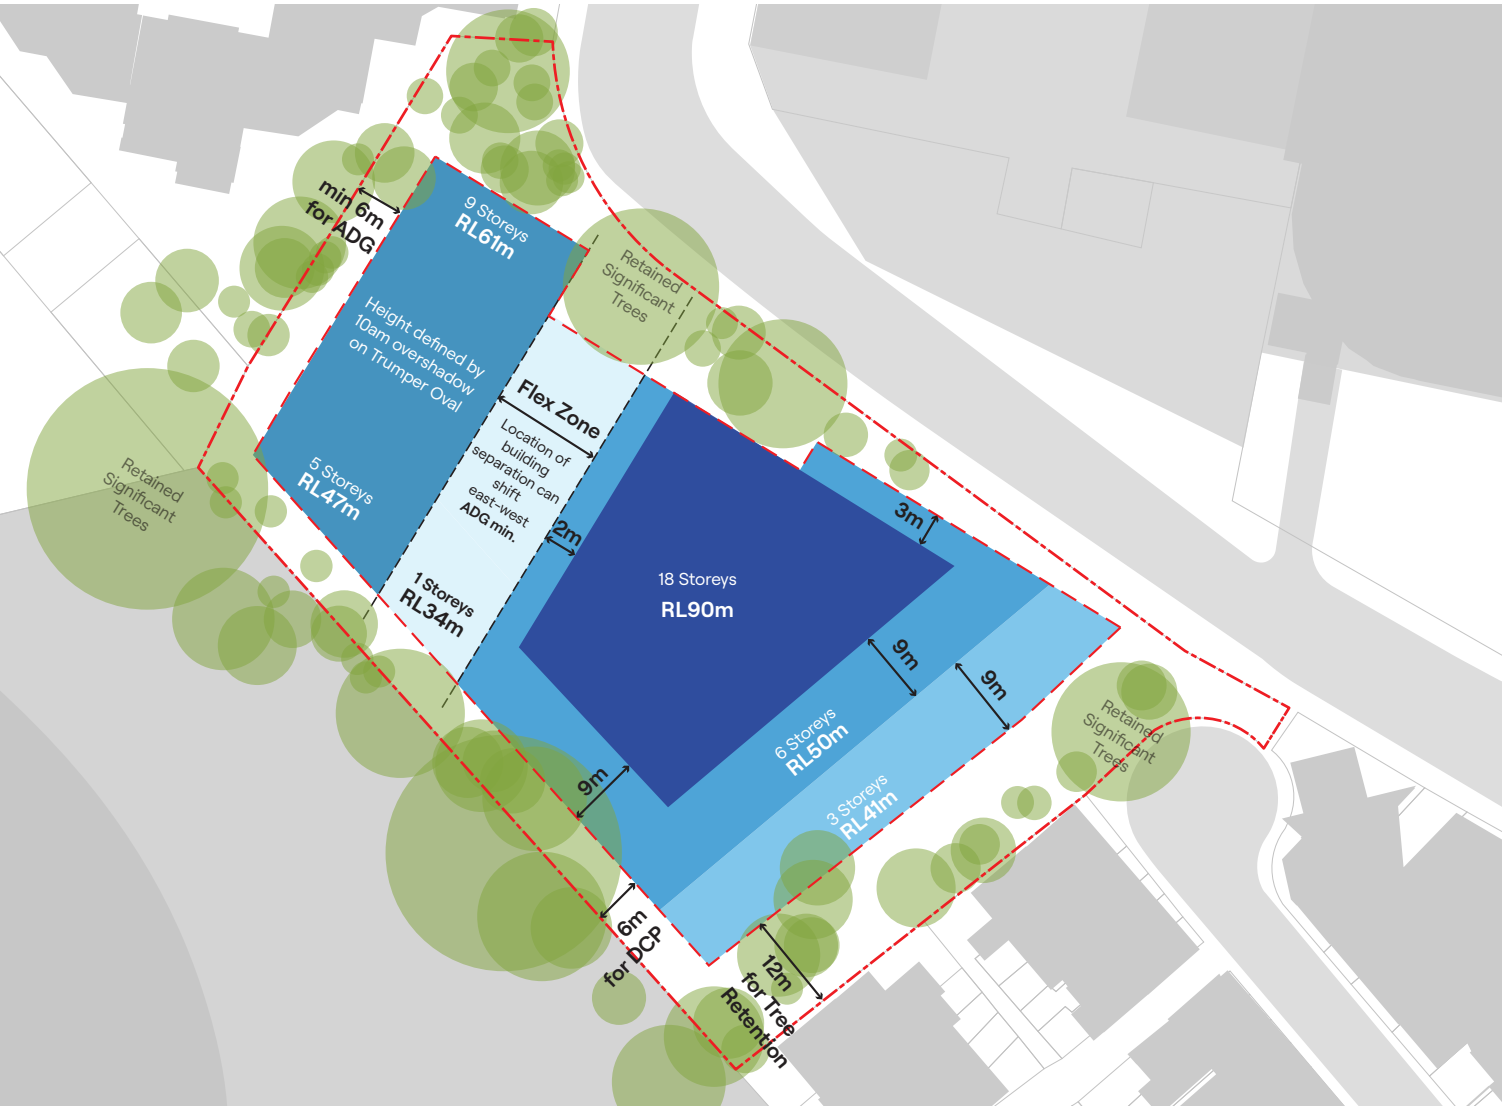 min 6m
for ADG
9 Storeys
RL61m
Height defined by
10am overshadow
on Trumper Oval
5 Storeys
RL47m
Retained
Significant
Trees
Retained
Significant
Trees
Flex Zone
Location of
building
separation can
shift
east-west
ADG min.
1 Storeys
RL34m
2m
18 Storeys
RL90m
3m
9m
9m
6 Storeys
RL50m
3 Storeys
RL41m
9m
6m
for DCP
12m
for Tree
Retention
Retained
Significant
Trees